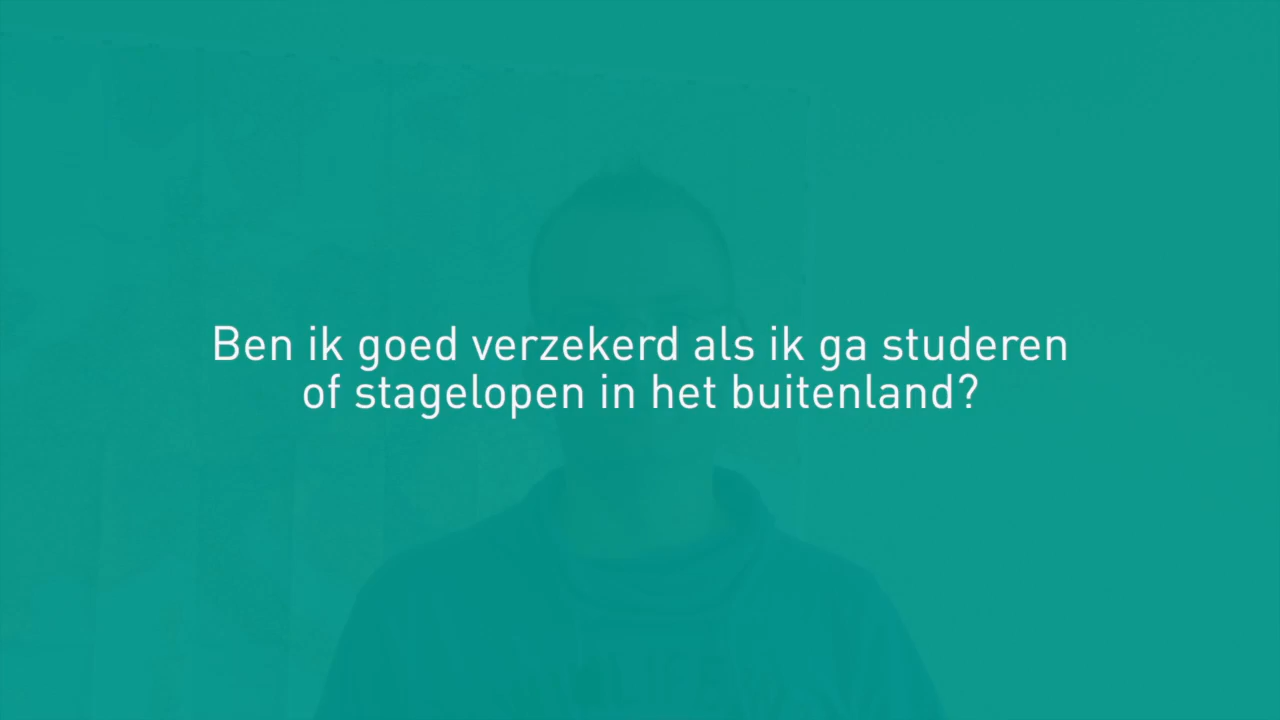 Ben ik goed verzekerd als ik ga studeren
of stagelopen in het buitenland?